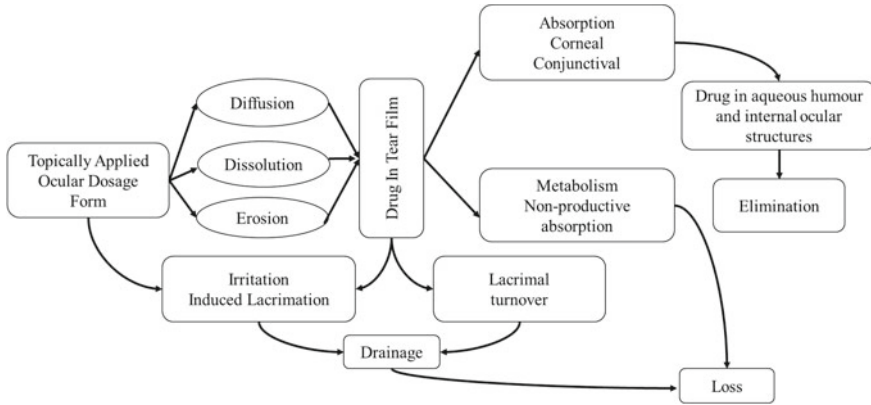 Topically Applied
Ocular Dosage
Form
Diffusion
Dissolution
Erosion
Drug In Tear Film
Absorption
Corneal
Conjunctival
Drug in aqueous humour
and internal ocular
structures
Elimination
Metabolism
Non-productive
absorption
Irritation
Induced Lacrimation
Lacrimal
turnover
Drainage
Loss